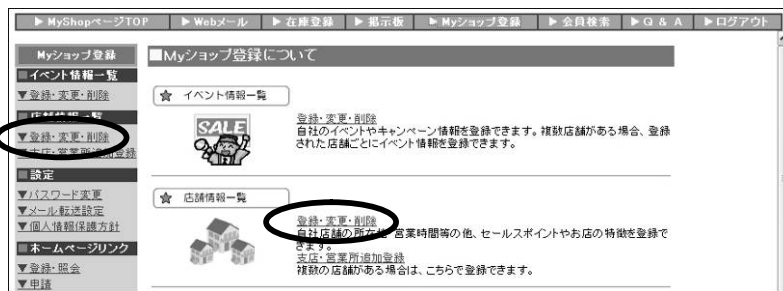 ▶ MyShopページTOP ▶ Webメール ▶ 在庫登録 ▶ 掲示板 ▶ Myショップ登録 ▶ 会員検索 ▶ Q & A ▶ ログアウト
Myショップ登録
■イベント情報一覧
▼登録・変更・削除
■店舗情報一覧
▼登録・変更・削除
▼支店・営業所追加登録
■設定
▼パスワード変更
▼メール転送設定
▼個人情報保護方針
■ホームページリンク
▼登録・照会
▼申請
■Myショップ登録について
☆ イベント情報一覧
SALE
登録・変更・削除
自社のイベントやキャンペーン情報を登録できます。複数店舗がある場合、登録
された店舗ごとにイベント情報を登録できます。
☆ 店舗情報一覧
登録・変更・削除
自社店舗の所在地、営業時間等の他、セールスポイントやお店の特徴を登録で
きます。
支店・営業所追加登録
複数の店舗がある場合は、こちらで登録できます。